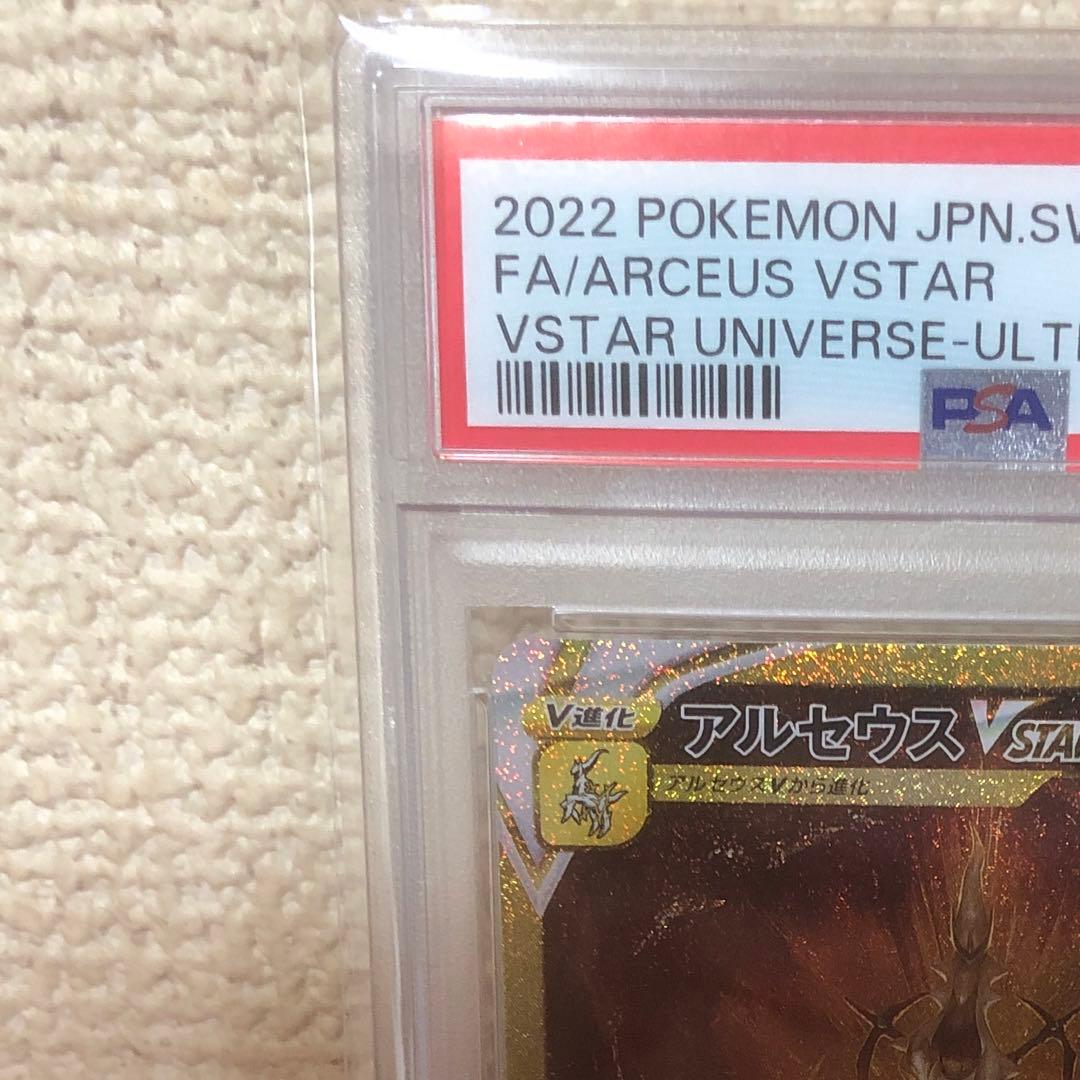 2022 POKEMON JPN.SW
FA/ARCEUS VSTAR
VSTAR UNIVERSE-ULT
PSA
V進化
アルセウス VSTAR
アルセウスVから進化